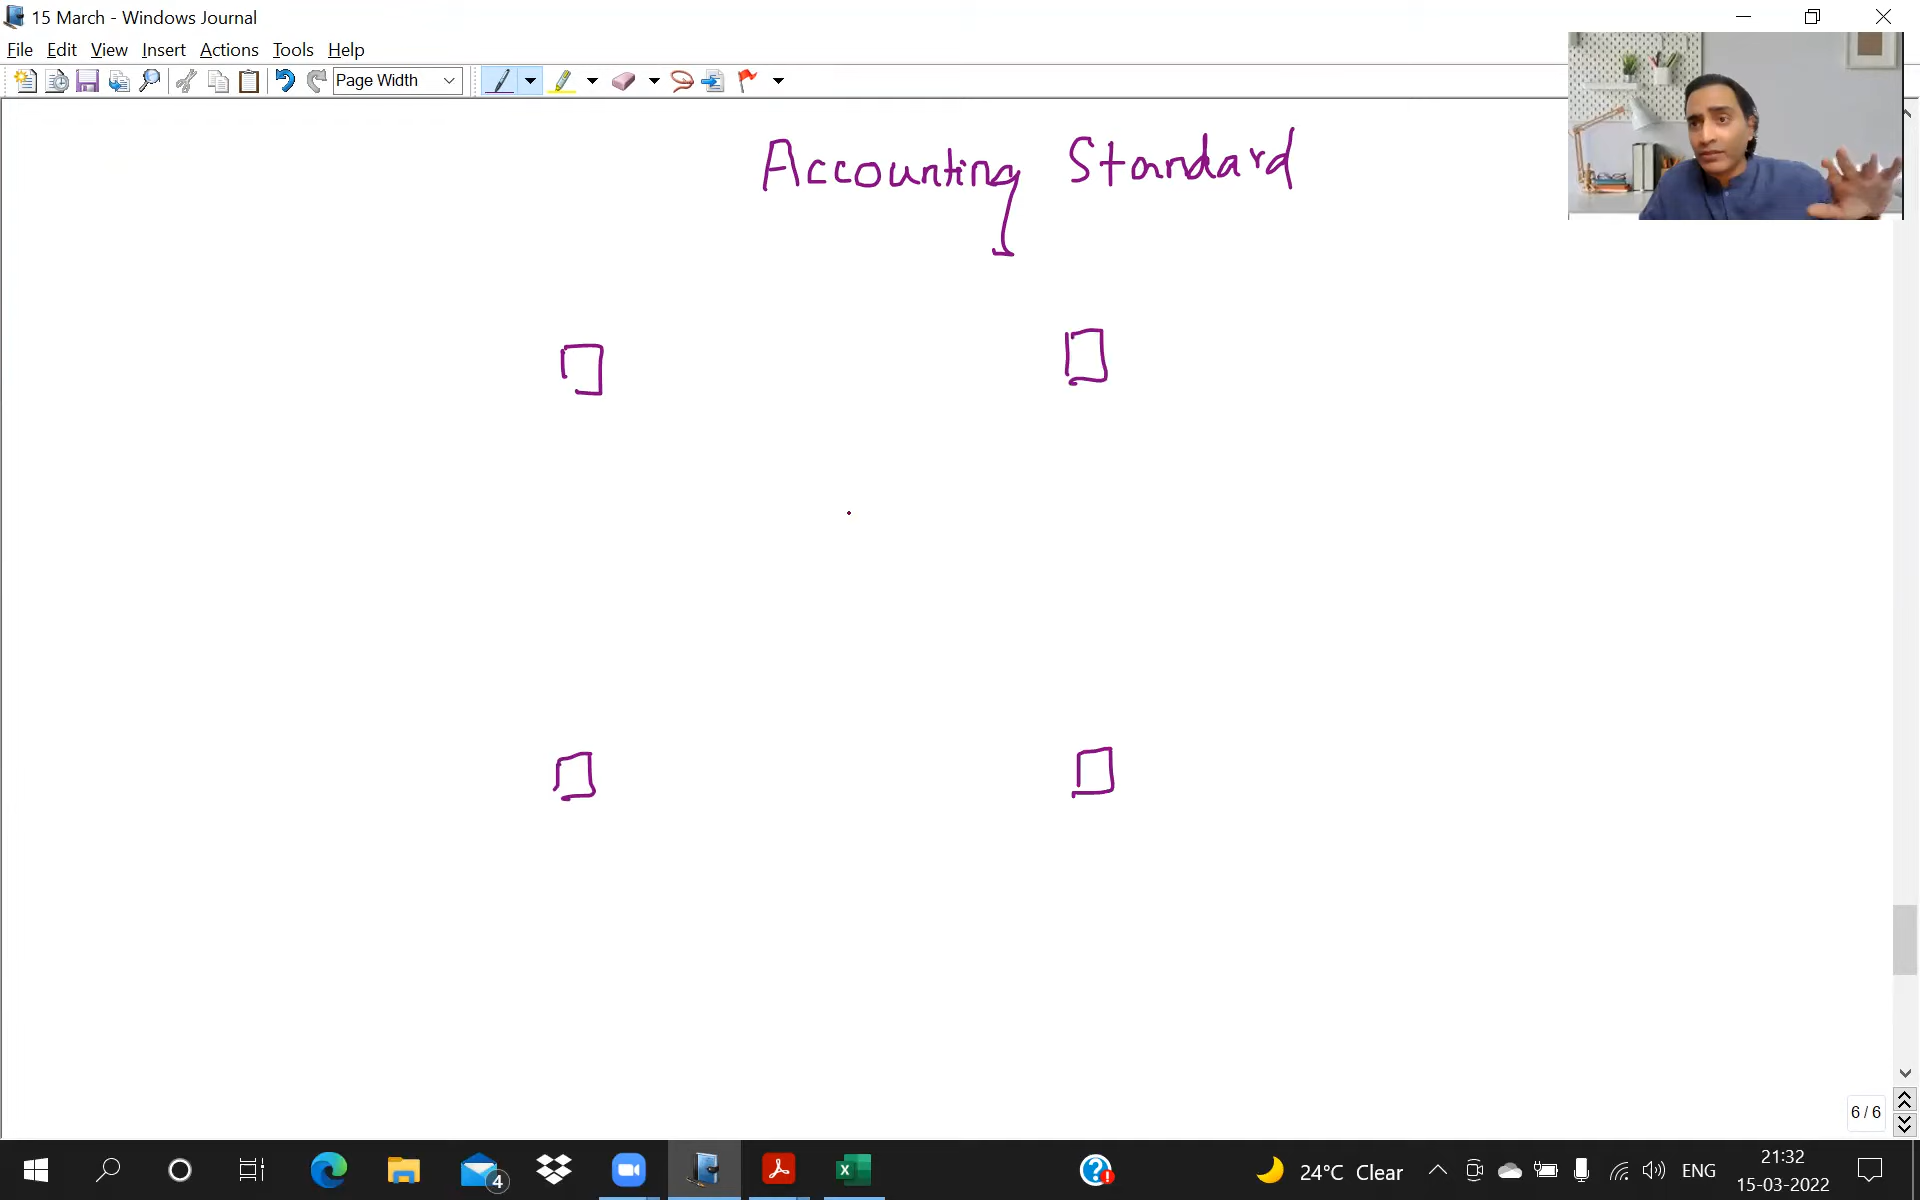 15 March - Windows Journal
File Edit View Insert Actions Tools Help
Page Width
Accounting Standard
6 / 6
4
24°C Clear
ENG
21:32
15-03-2022